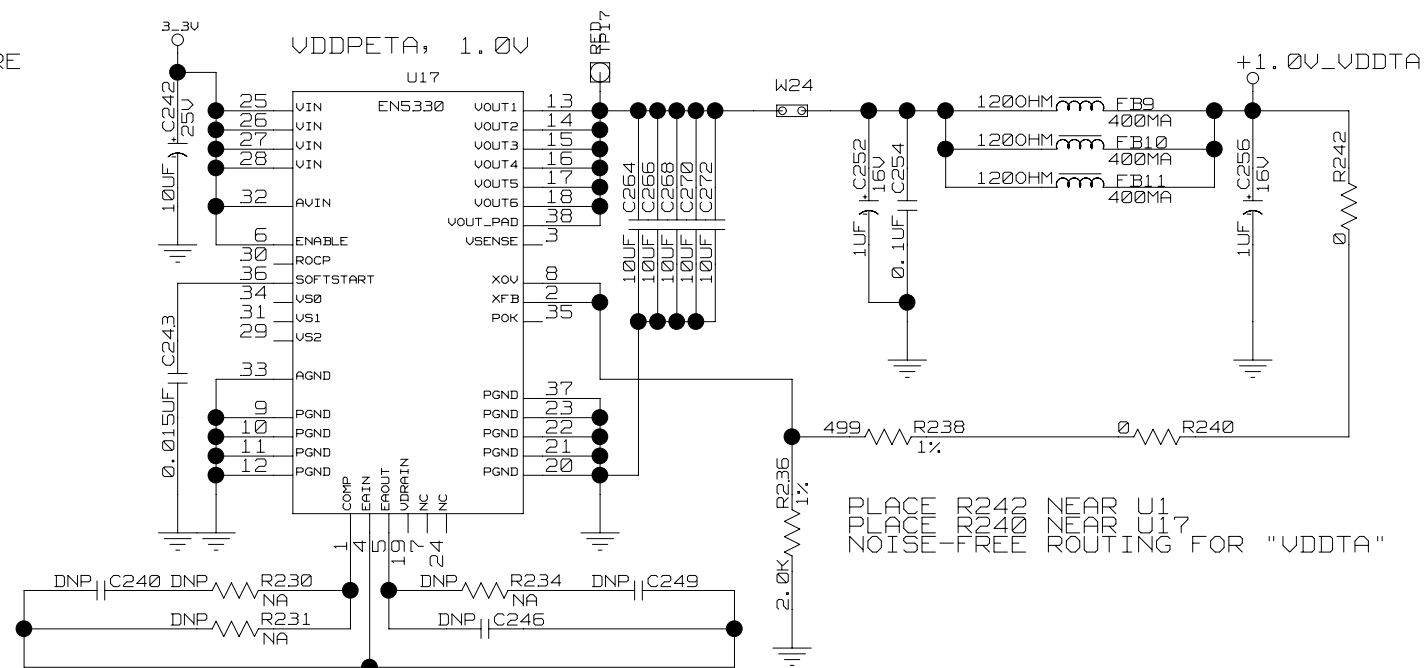 RE
3_3V
VDDPETA, 1.0V
RED
TP17
+1.0V_VDDTA
U17
EN5330
W24
C242
25V
10UF
25 VIN
26 VIN
27 VIN
28 VIN
32 AVIN
6 ENABLE
30 ROCP
36 SOFTSTART
34 VS0
31 VS1
29 VS2
33 AGND
9 PGND
10 PGND
11 PGND
12 PGND
VOUT1 13
VOUT2 14
VOUT3 15
VOUT4 16
VOUT5 17
VOUT6 18
VOUT_PAD 38
VSENSE 3
XOV 8
XFB 2
POK 35
PGND 37
PGND 23
PGND 22
PGND 21
PGND 20
COMP 1
EAIN 4
EAOUT 5
VDRAIN 19
NC 7
NC 24
C243
0.015UF
C264 10UF
C266 10UF
C268 10UF
C270 10UF
C272 10UF
C252
16V
1UF
C254
0.1UF
120OHM FB9
400MA
120OHM FB10
400MA
120OHM FB11
400MA
C256
16V
1UF
R242
0
499 R238
1%
0 R240
R236
1%
2.0K
PLACE R242 NEAR U1
PLACE R240 NEAR U17
NOISE-FREE ROUTING FOR "VDDTA"
DNP C240 DNP R230
NA
DNP R231
NA
DNP R234
NA
DNP C249
DNP C246